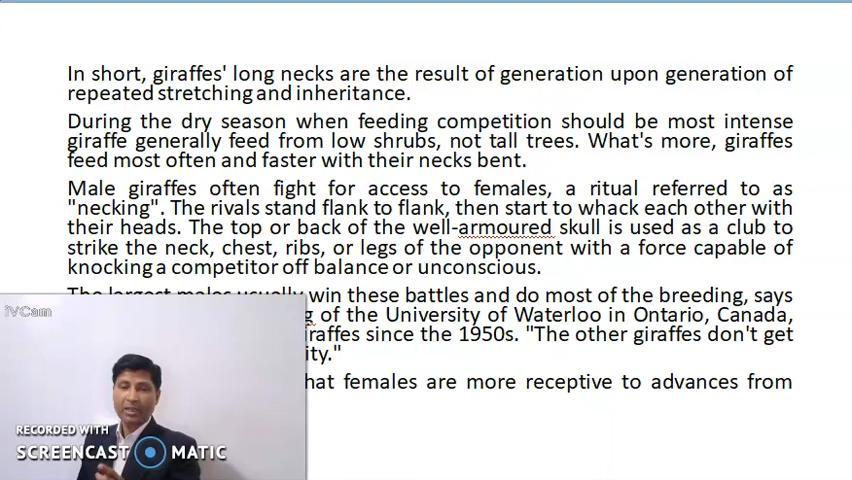 In short, giraffes' long necks are the result of generation upon generation of
repeated stretching and inheritance.
During the dry season when feeding competition should be most intense
giraffe generally feed from low shrubs, not tall trees. What's more, giraffes
feed most often and faster with their necks bent.
Male giraffes often fight for access to females, a ritual referred to as
"necking". The rivals stand flank to flank, then start to whack each other with
their heads. The top or back of the well-armoured skull is used as a club to
strike the neck, chest, ribs, or legs of the opponent with a force capable of
knocking a competitor off balance or unconscious.
The largest males usually win these battles and do most of the breeding, says
of the University of Waterloo in Ontario, Canada,
since the 1950s. "The other giraffes don't get
females are more receptive to advances from
iVCam
RECORDED WITH
SCREENCAST MATIC